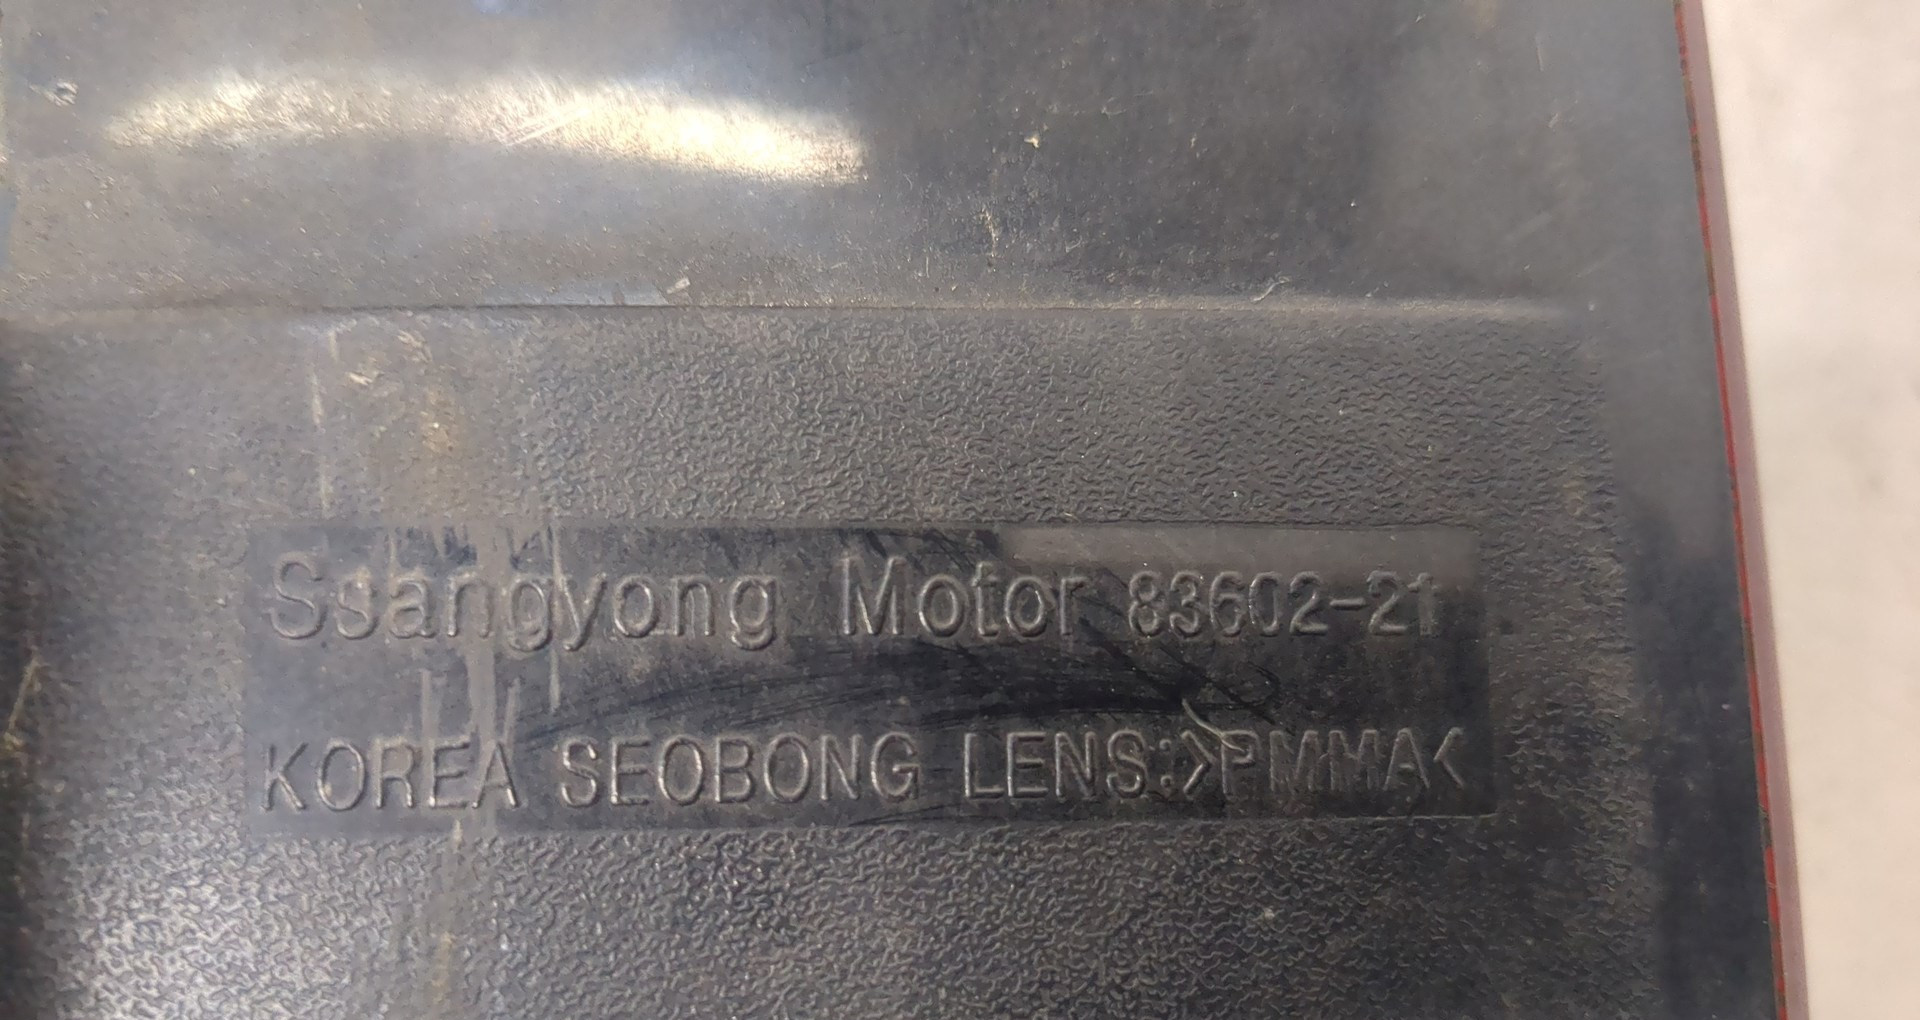 Ssangyong Motor 83602-21
KOREA SEOBONG LENS:>PMMA<